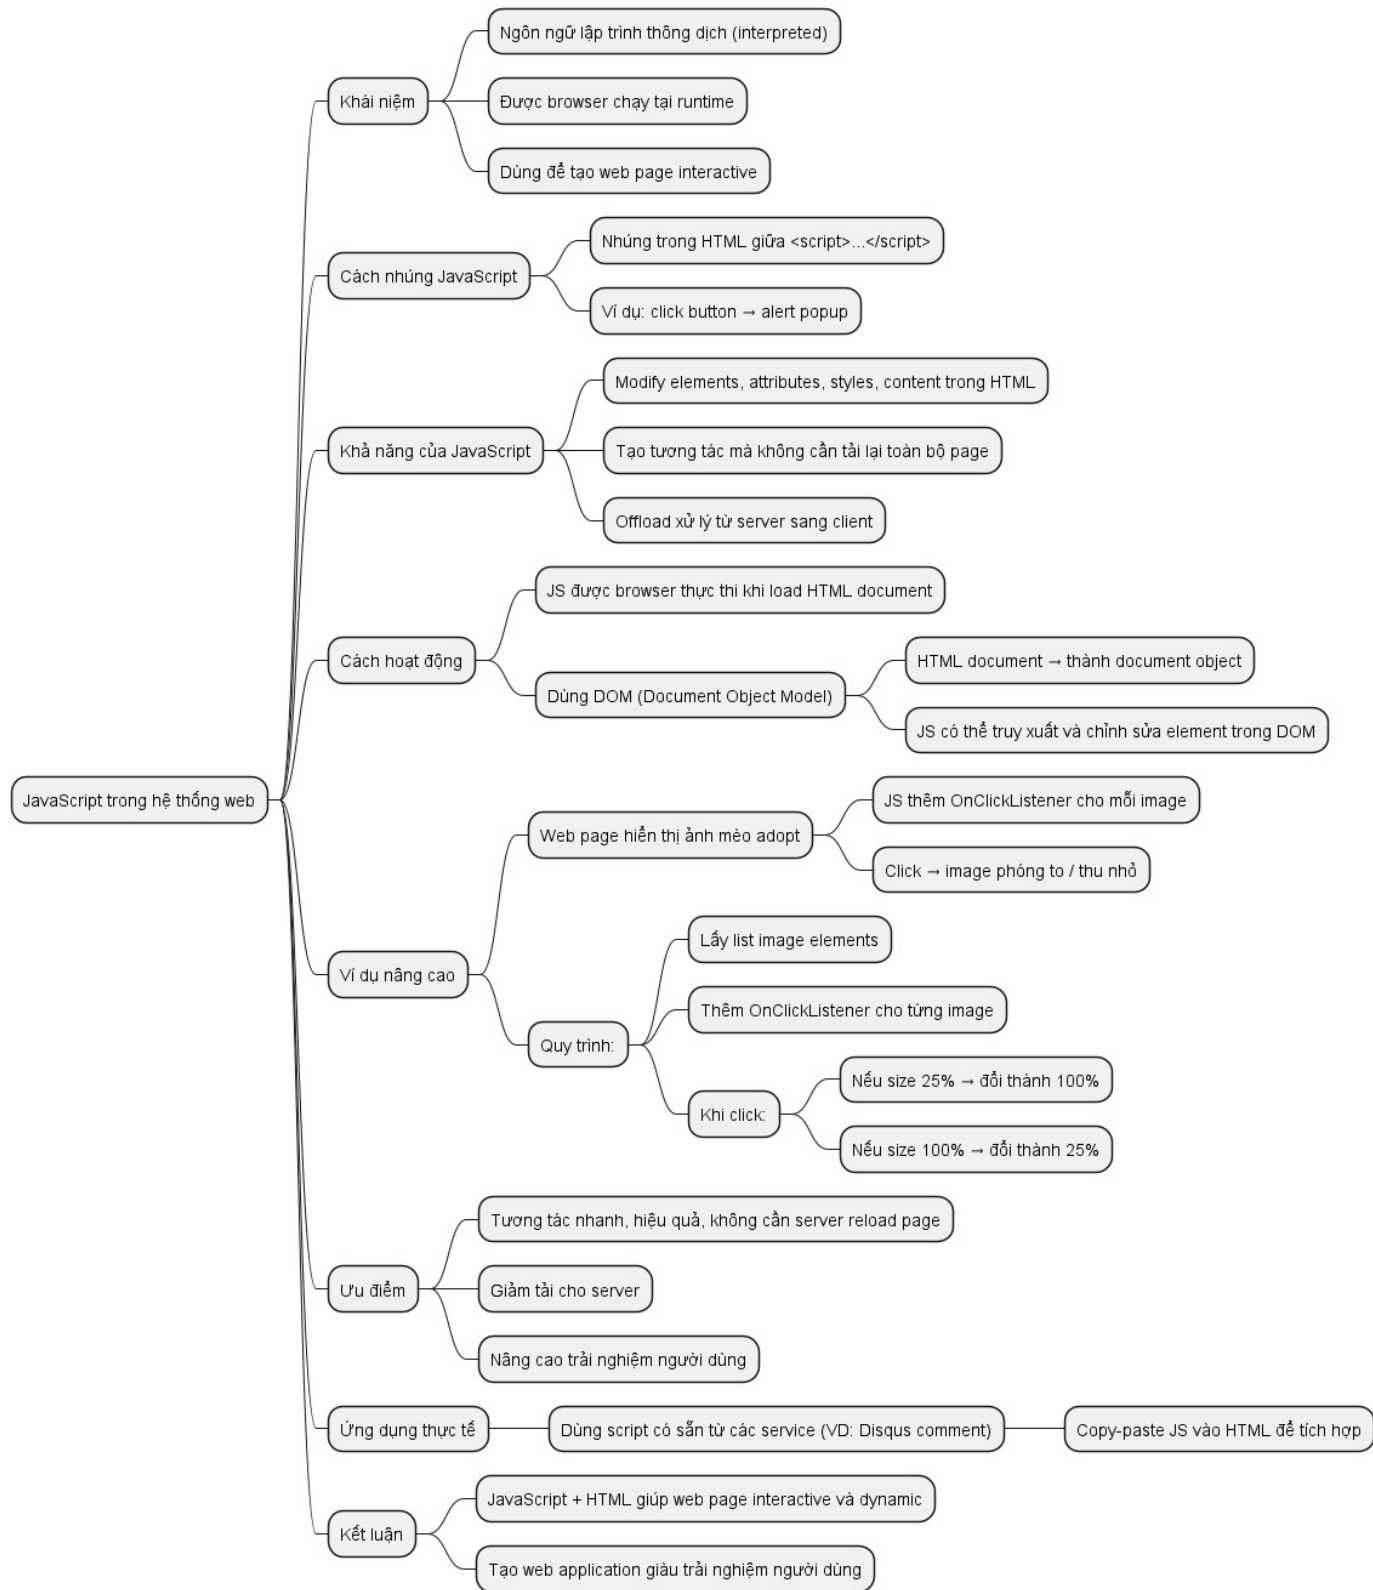 Ngôn ngữ lập trình thông dịch (interpreted)
Khái niệm
Được browser chạy tại runtime
Dùng để tạo web page interactive
Nhúng trong HTML giữa <script>...</script>
Cách nhúng JavaScript
Ví dụ: click button → alert popup
Modify elements, attributes, styles, content trong HTML
Khả năng của JavaScript
Tạo tương tác mà không cần tải lại toàn bộ page
Offload xử lý từ server sang client
JS được browser thực thi khi load HTML document
Cách hoạt động
Dùng DOM (Document Object Model)
HTML document → thành document object
JS có thể truy xuất và chỉnh sửa element trong DOM
JavaScript trong hệ thống web
Web page hiển thị ảnh mèo adopt
JS thêm OnClickListener cho mỗi image
Click → image phóng to / thu nhỏ
Ví dụ nâng cao
Lấy list image elements
Thêm OnClickListener cho từng image
Quy trình:
Khi click:
Nếu size 25% → đổi thành 100%
Nếu size 100% → đổi thành 25%
Tương tác nhanh, hiệu quả, không cần server reload page
Ưu điểm
Giảm tải cho server
Nâng cao trải nghiệm người dùng
Ứng dụng thực tế
Dùng script có sẵn từ các service (VD: Disqus comment)
Copy-paste JS vào HTML để tích hợp
JavaScript + HTML giúp web page interactive và dynamic
Kết luận
Tạo web application giàu trải nghiệm người dùng